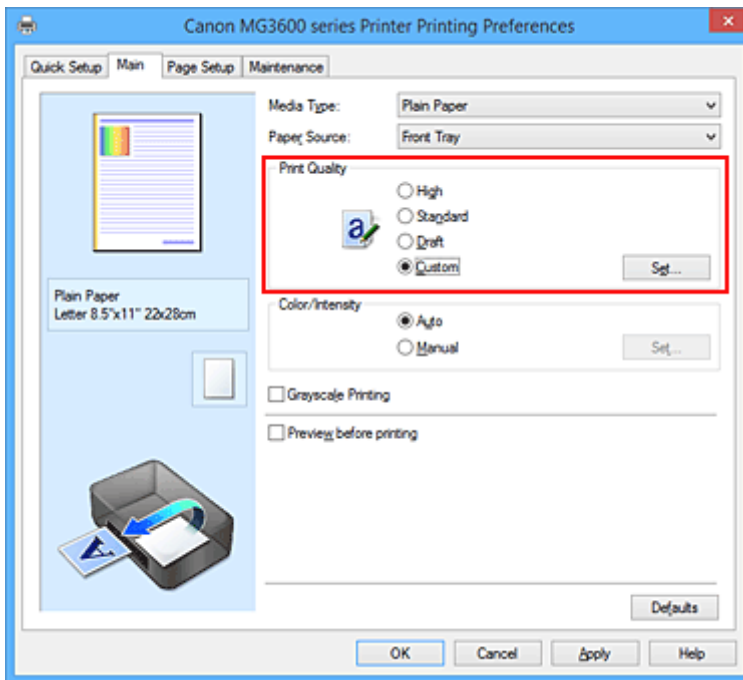 Canon MG3600 series Printer Printing Preferences
Quick Setup Main Page Setup Maintenance
Media Type: Plain Paper
Paper Source: Front Tray
Print Quality
High
Standard
Draft
Custom Set...
a
Plain Paper
Letter 8.5"x11" 22x28cm
Color/Intensity
Auto
Manual Set...
Grayscale Printing
Preview before printing
A
Defaults
OK Cancel Apply Help